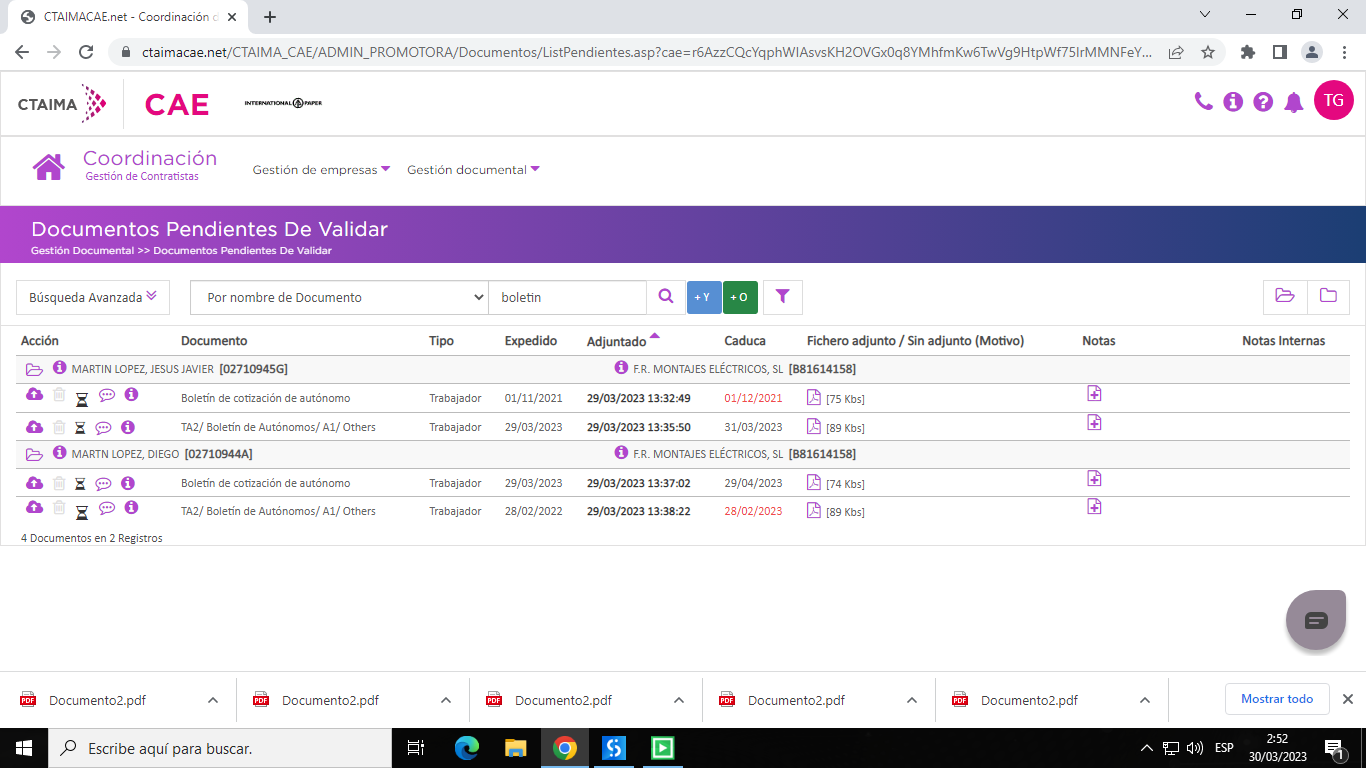 CTAIMACAE.net - Coordinación d
ctaimacae.net/CTAIMA_CAE/ADMIN_PROMOTORA/Documentos/ListPendientes.asp?cae=r6AzzCQcYqphWIAsvsKH2OVGx0q8YMhfmKw6TwVg9HtpWf75IrMMNFeY...
CTAIMA CAE INTERNATIONAL PAPER TG
Coordinación
Gestión de Contratistas
Gestión de empresas Gestión documental
Documentos Pendientes De Validar
Gestión Documental >> Documentos Pendientes De Validar
Búsqueda Avanzada Por nombre de Documento boletin + Y + O
Acción Documento Tipo Expedido Adjuntado Caduca Fichero adjunto / Sin adjunto (Motivo) Notas Notas Internas
MARTIN LOPEZ, JESUS JAVIER [02710945G] F.R. MONTAJES ELÉCTRICOS, SL [B81614158]
Boletín de cotización de autónomo Trabajador 01/11/2021 29/03/2023 13:32:49 01/12/2021 [75 Kbs]
TA2/ Boletín de Autónomos/ A1/ Others Trabajador 29/03/2023 29/03/2023 13:35:50 31/03/2023 [89 Kbs]
MARTN LOPEZ, DIEGO [02710944A] F.R. MONTAJES ELÉCTRICOS, SL [B81614158]
Boletín de cotización de autónomo Trabajador 29/03/2023 29/03/2023 13:37:02 29/04/2023 [74 Kbs]
TA2/ Boletín de Autónomos/ A1/ Others Trabajador 28/02/2022 29/03/2023 13:38:22 28/02/2023 [89 Kbs]
4 Documentos en 2 Registros
Documento2.pdf Documento2.pdf Documento2.pdf Documento2.pdf Documento2.pdf Mostrar todo
Escribe aquí para buscar. ESP 2:52
30/03/2023 1